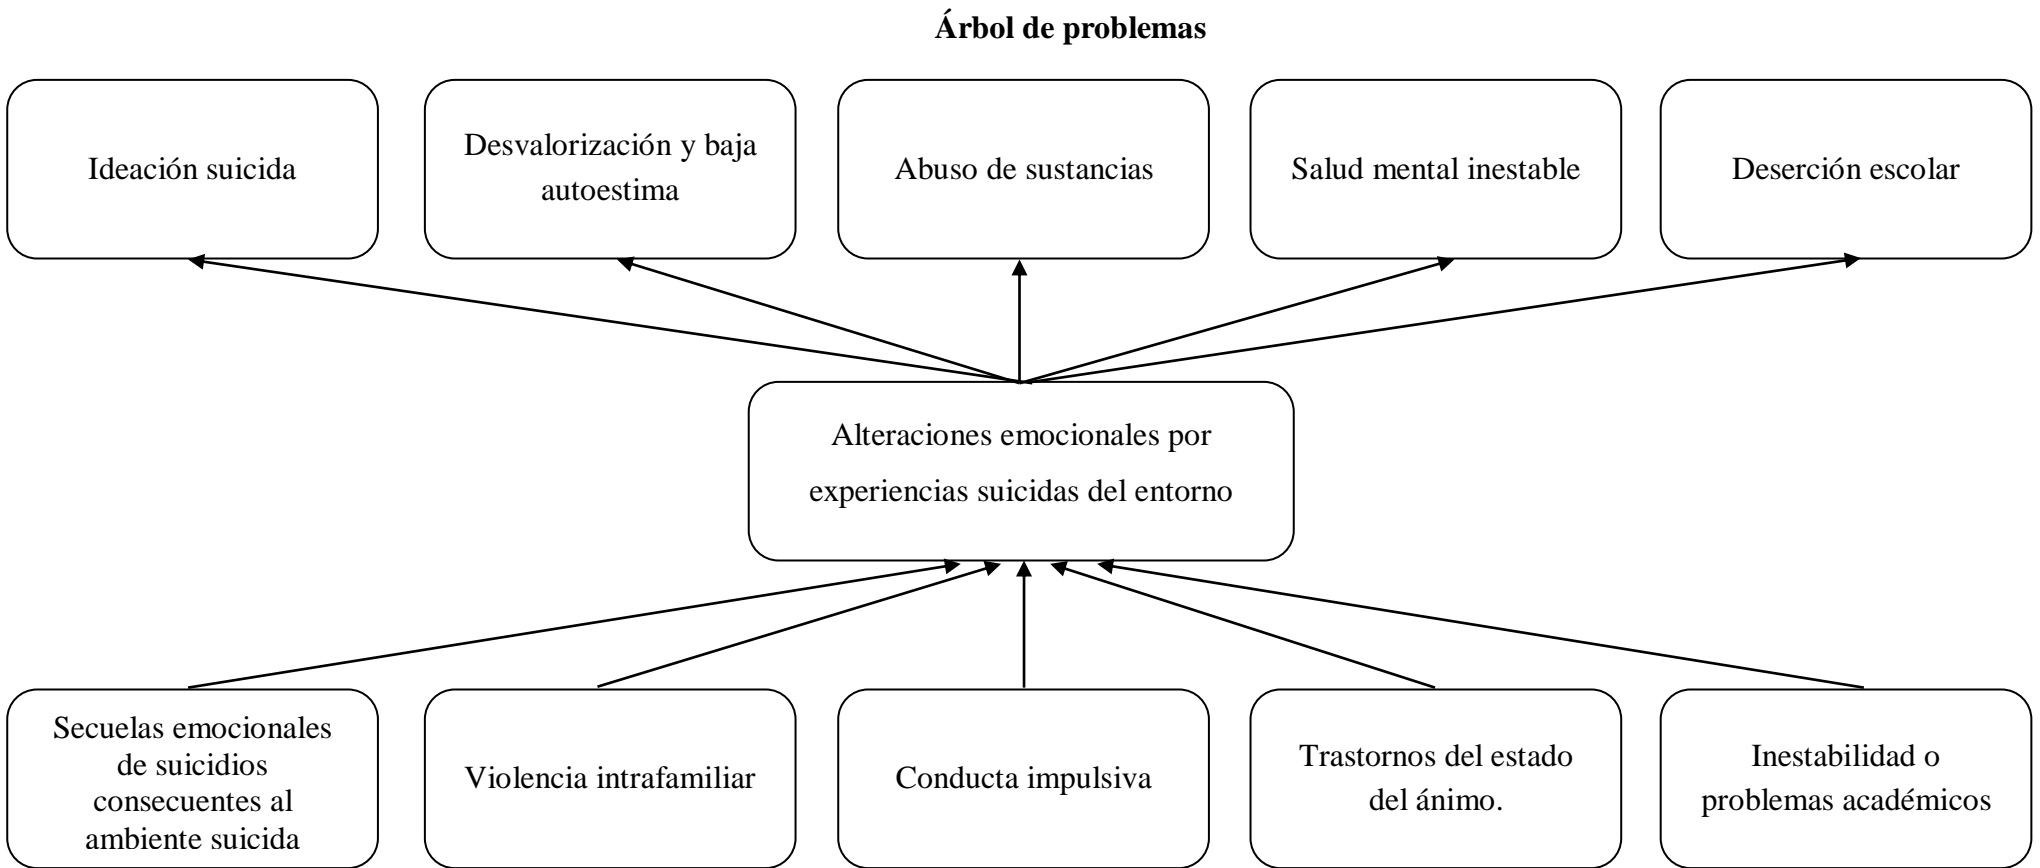 Árbol de problemas
Ideación suicida
Desvalorización y baja
autoestima
Abuso de sustancias
Salud mental inestable
Deserción escolar
Alteraciones emocionales por
experiencias suicidas del entorno
Secuelas emocionales
de suicidios
consecuentes al
ambiente suicida
Violencia intrafamiliar
Conducta impulsiva
Trastornos del estado
del ánimo.
Inestabilidad o
problemas académicos